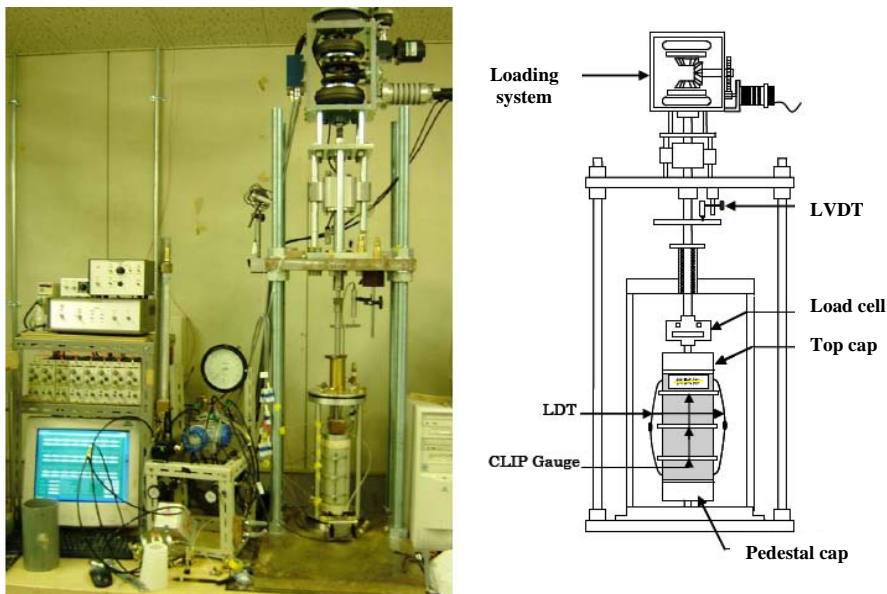 Loading
system
LVDT
Load cell
Top cap
LDT
CLIP Gauge
Pedestal cap